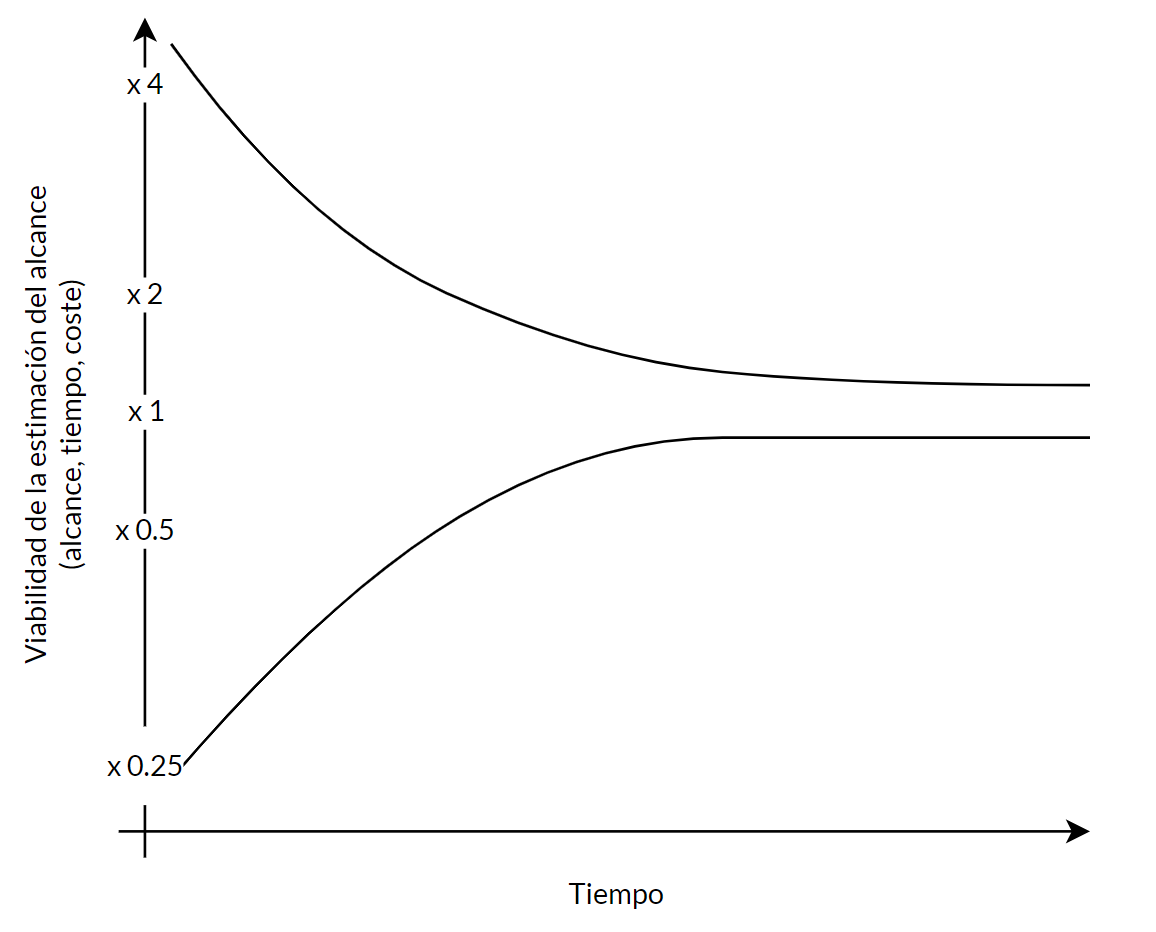 x 4
x 2
x 1
x 0.5
x 0.25
Viabilidad de la estimación del alcance
(alcance, tiempo, coste)
Tiempo